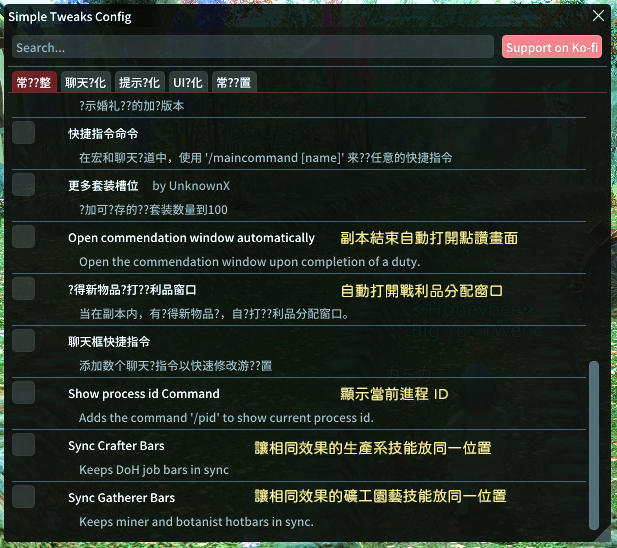 Simple Tweaks Config
Search...
Support on Ko-fi
常??整 聊天?化 提示?化 UI?化 常??置
?示婚礼??的加?版本
快捷指令命令
在宏和聊天?道中，使用 '/maincommand [name]' 来??任意的快捷指令
更多套装槽位 by UnknownX
?加可?存的??套装数量到100
Open commendation window automatically 副本結束自動打開點讚畫面
Open the commendation window upon completion of a duty.
?得新物品?打??利品窗口 自動打開戰利品分配窗口
当在副本内，有?得新物品?，自?打??利品分配窗口。
聊天框快捷指令
添加数个聊天?指令以快速修改游??置
Show process id Command 顯示當前進程 ID
Adds the command '/pid' to show current process id.
Sync Crafter Bars 讓相同效果的生產系技能放同一位置
Keeps DoH job bars in sync
Sync Gatherer Bars 讓相同效果的礦工園藝技能放同一位置
Keeps miner and botanist hotbars in sync.